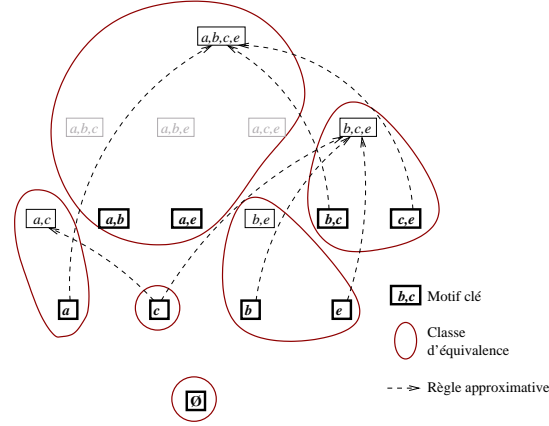 a,b,c,e
a,b,c
a,b,e
a,c,e
b,c,e
a,c
a,b
a,e
b,e
b,c
c,e
a
c
b
e
b,c Motif clé
Classe
d'équivalence
Règle approximative
Ø